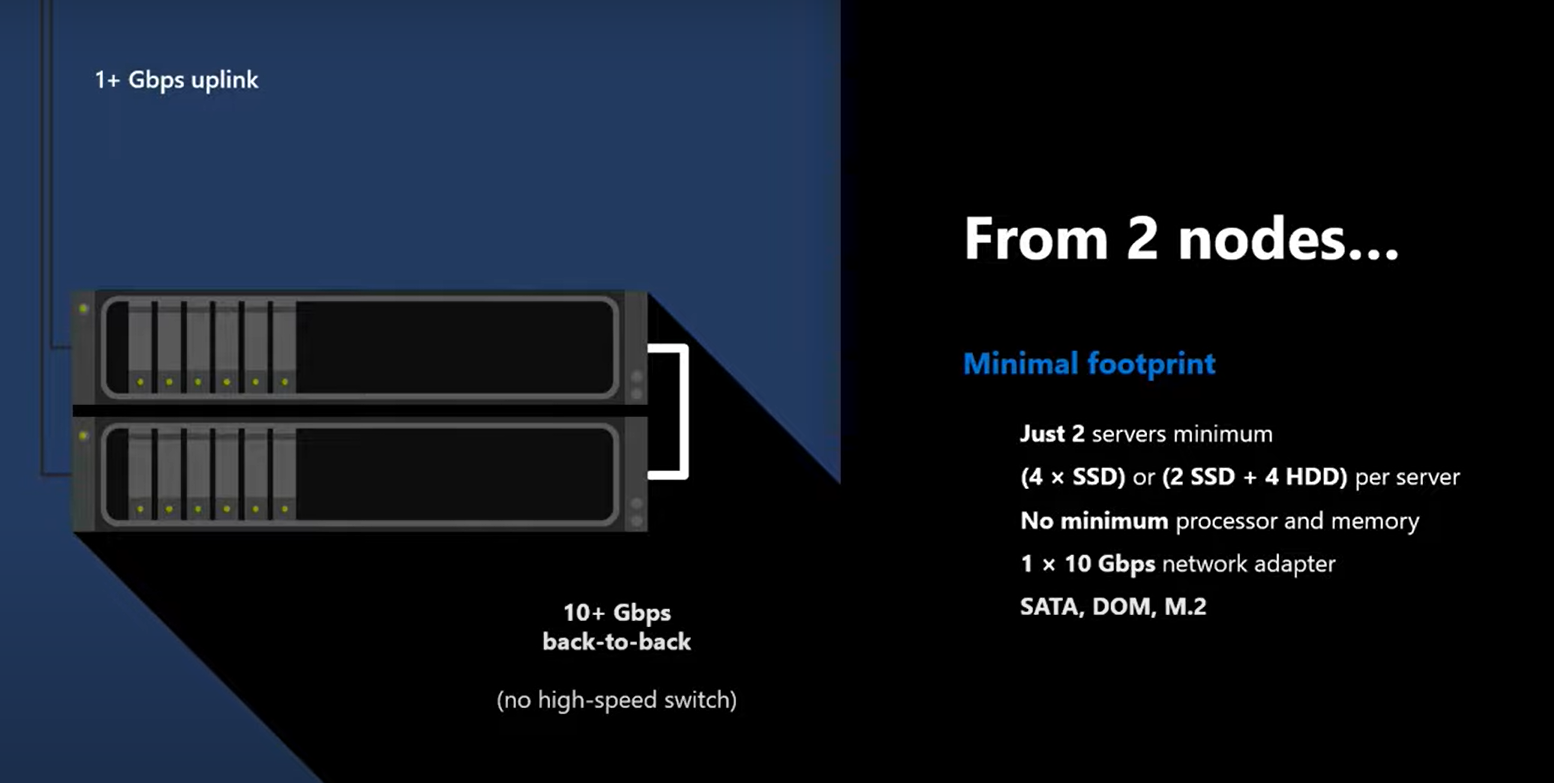 1+ Gbps uplink
From 2 nodes...
Minimal footprint
Just 2 servers minimum
(4 × SSD) or (2 SSD + 4 HDD) per server
No minimum processor and memory
1 × 10 Gbps network adapter
SATA, DOM, M.2
10+ Gbps
back-to-back
(no high-speed switch)